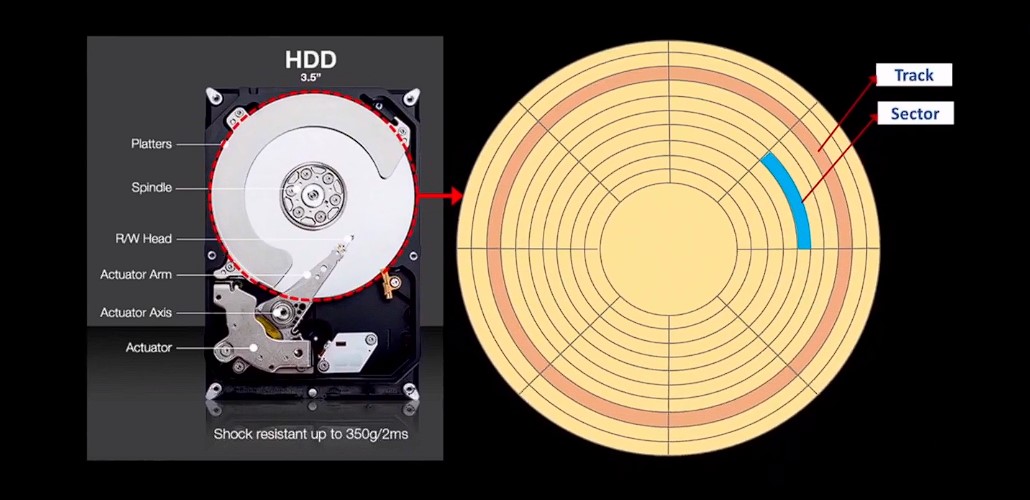 HDD
3.5"
Platters
Spindle
R/W Head
Actuator Arm
Actuator Axis
Actuator
Shock resistant up to 350g/2ms
Track
Sector